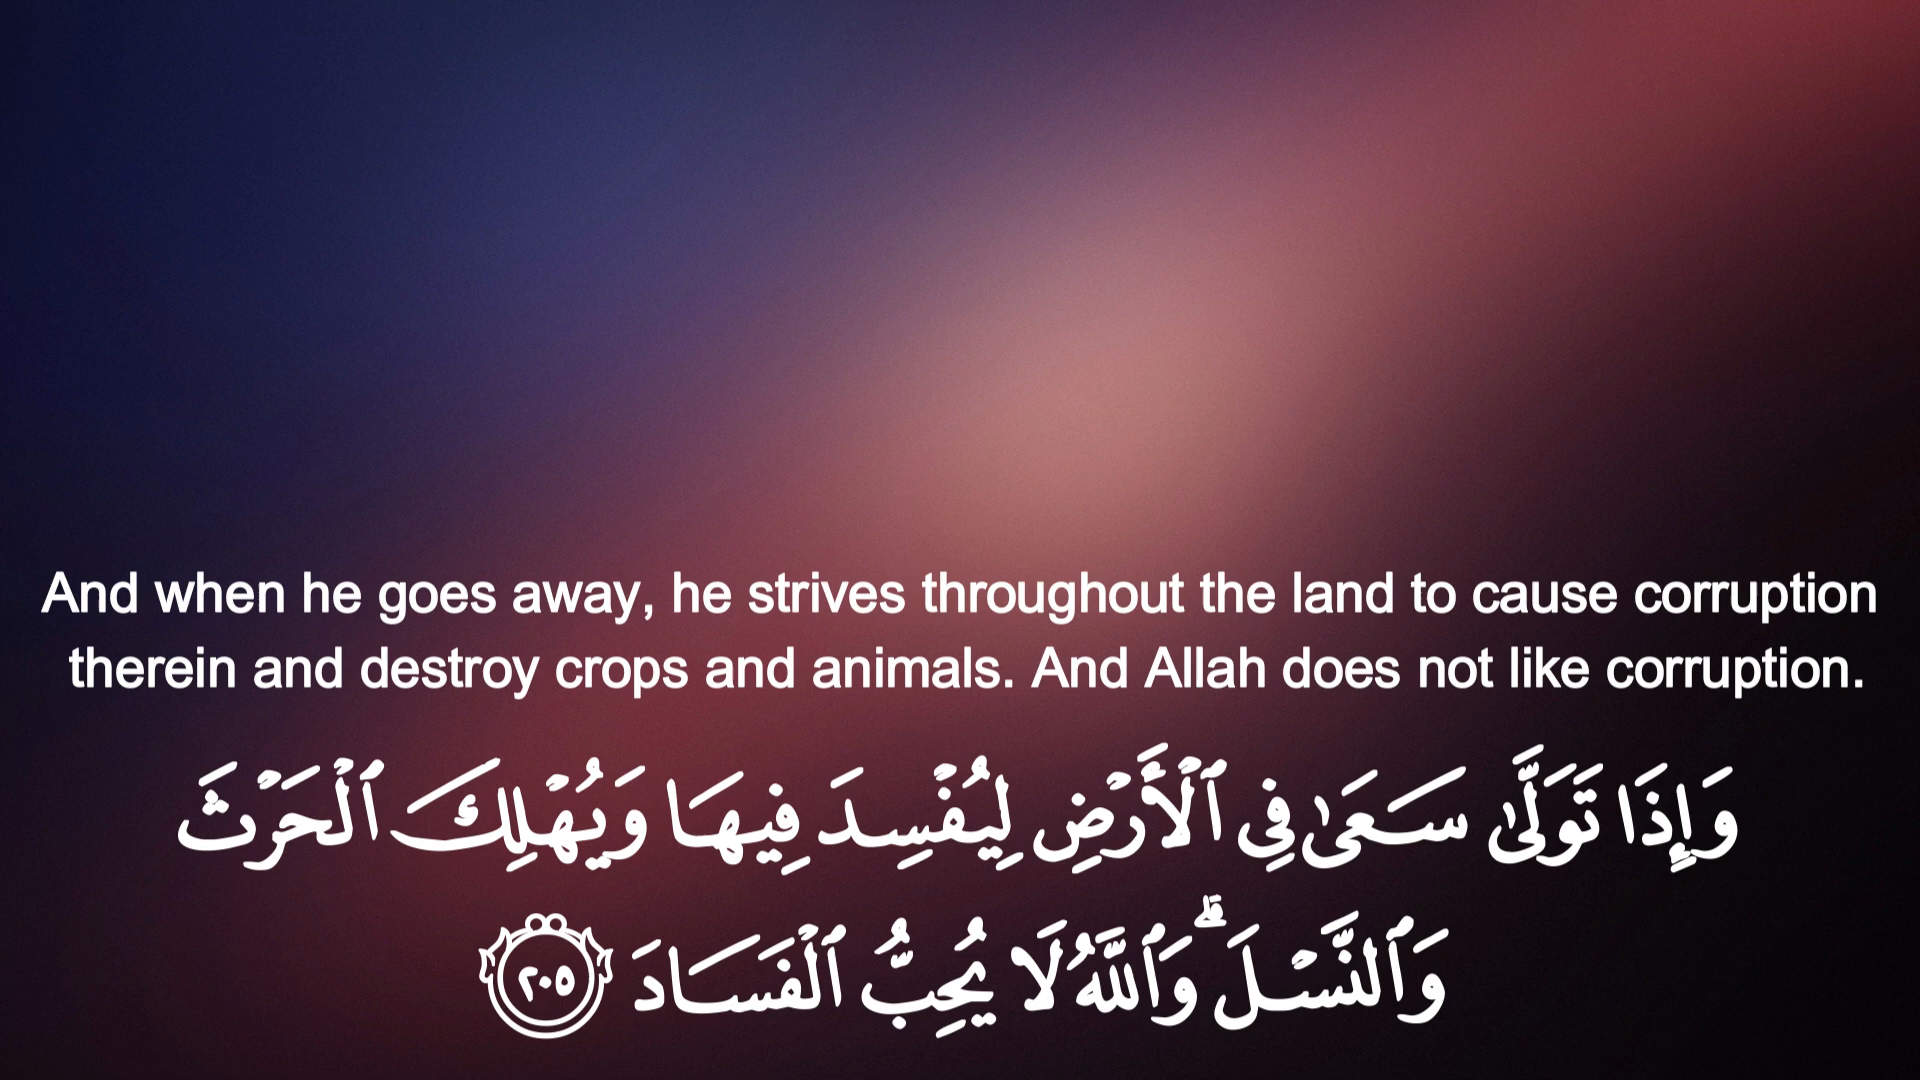 And when he goes away, he strives throughout the land to cause corruption
therein and destroy crops and animals. And Allah does not like corruption.
وَإِذَا تَوَلَّىٰ سَعَىٰ فِي ٱلْأَرْضِ لِيُفْسِدَ فِيهَا وَيُهْلِكَ ٱلْحَرْثَ
وَٱلنَّسْلَ ۗ وَٱللَّهُ لَا يُحِبُّ ٱلْفَسَادَ ٢٠٥